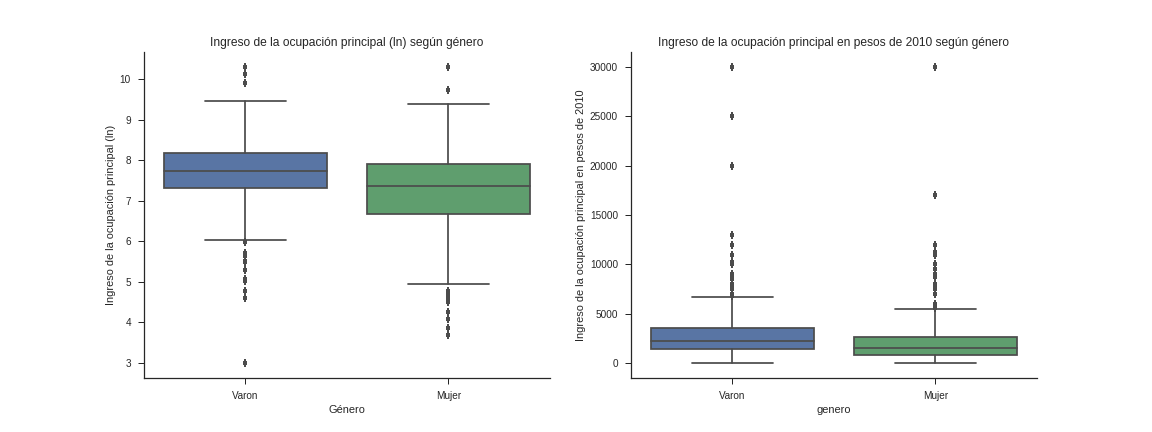 Ingreso de la ocupación principal (ln) según género
Ingreso de la ocupación principal (ln)
10
9
8
7
6
5
4
3
Varon
Mujer
Género
Ingreso de la ocupación principal en pesos de 2010 según género
Ingreso de la ocupación principal en pesos de 2010
30000
25000
20000
15000
10000
5000
0
Varon
Mujer
genero